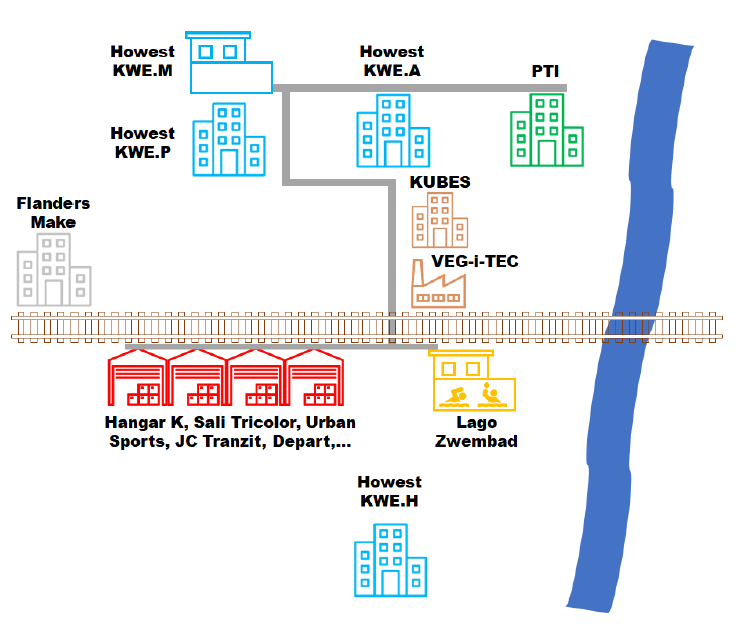 Howest
KWE.M
Howest
KWE.A
PTI
Howest
KWE.P
KUBES
Flanders
Make
VEG-i-TEC
Hangar K, Sali Tricolor, Urban
Sports, JC Tranzit, Depart,...
Lago
Zwembad
Howest
KWE.H